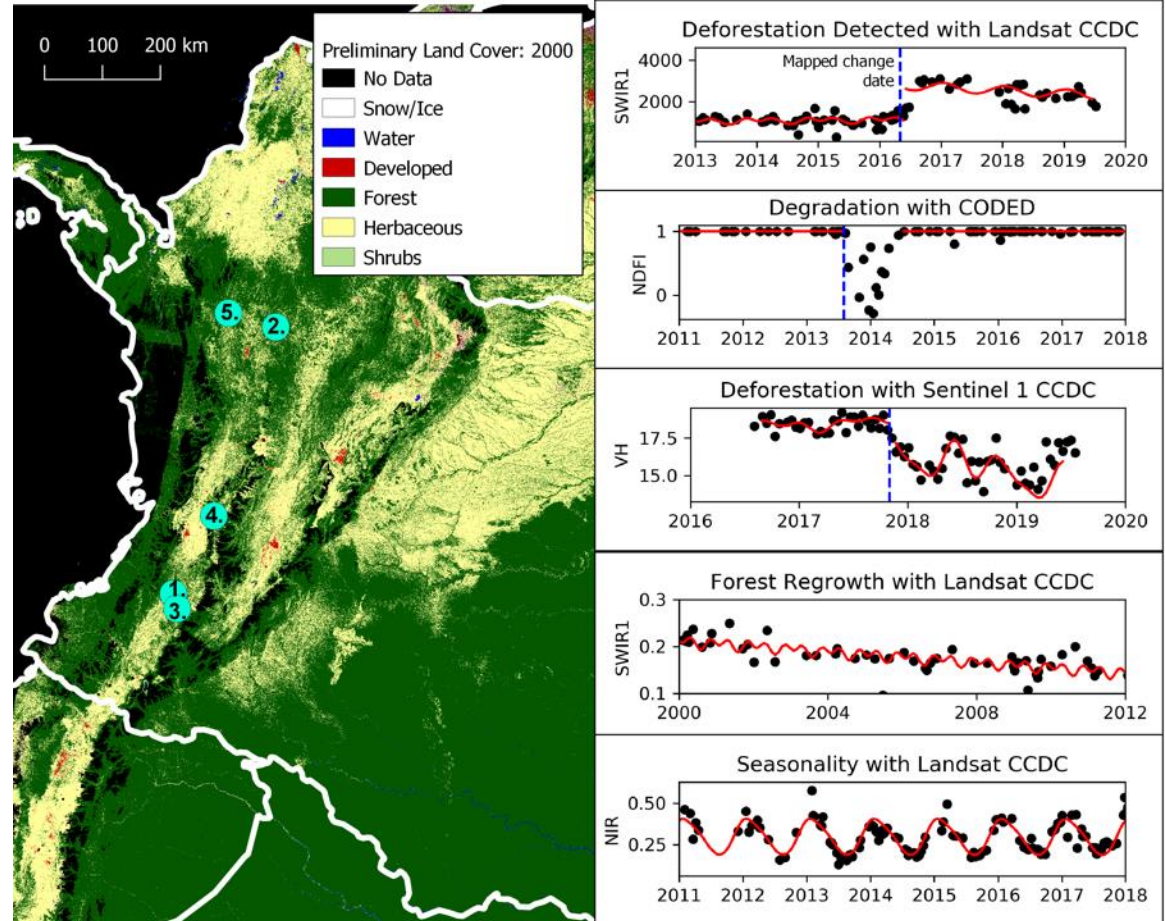 0 100 200 km
Preliminary Land Cover: 2000
No Data
Snow/Ice
Water
Developed
Forest
Herbaceous
Shrubs
5.
2.
4.
1.
3.
Deforestation Detected with Landsat CCDC
Mapped change
date
SWIR1
4000
2000
2013 2014 2015 2016 2017 2018 2019 2020
Degradation with CODED
NDFI
1
0
2011 2012 2013 2014 2015 2016 2017 2018
Deforestation with Sentinel 1 CCDC
VH
17.5
15.0
2016 2017 2018 2019 2020
Forest Regrowth with Landsat CCDC
SWIR1
0.3
0.2
0.1
2000 2004 2008 2012
Seasonality with Landsat CCDC
NIR
0.50
0.25
2011 2012 2013 2014 2015 2016 2017 2018